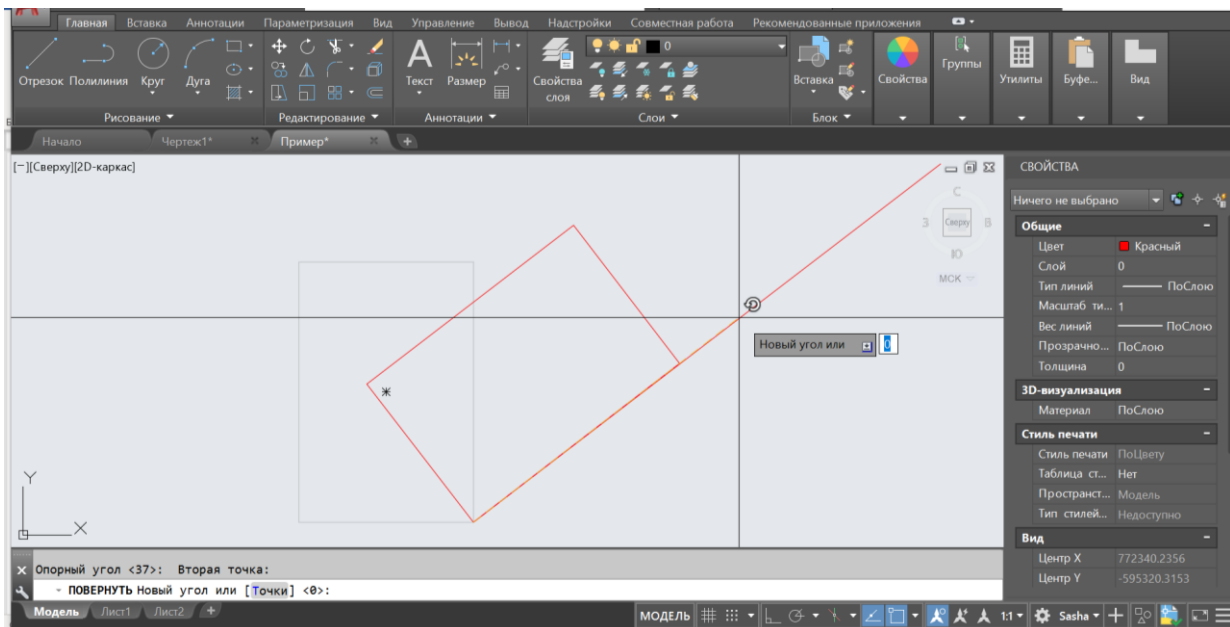 Главная Вставка Аннотации Параметризация Вид Управление Вывод Надстройки Совместная работа Рекомендованные приложения
Отрезок Полилиния Круг Дуга
Текст Размер
Свойства слоя
0
Вставка
Свойства
Группы
Утилиты
Буфе...
Вид
Рисование Редактирование Аннотации Слои Блок
Начало Чертеж1* Пример*
[−][Сверху][2D-каркас]
С
З Сверху В
Ю
МСК
Новый угол или 0
Y
X
СВОЙСТВА
Ничего не выбрано
Общие
Цвет Красный
Слой 0
Тип линий ПоСлою
Масштаб ти... 1
Вес линий ПоСлою
Прозрачно... ПоСлою
Толщина 0
3D-визуализация
Материал ПоСлою
Стиль печати
Стиль печати ПоЦвету
Таблица ст... Нет
Пространст... Модель
Тип стилей... Недоступно
Вид
Центр X 772340.2356
Центр Y -595320.3153
Опорный угол <37>: Вторая точка:
ПОВЕРНУТЬ Новый угол или [Точки] <0>:
Модель Лист1 Лист2 +
МОДЕЛЬ 1:1 Sasha